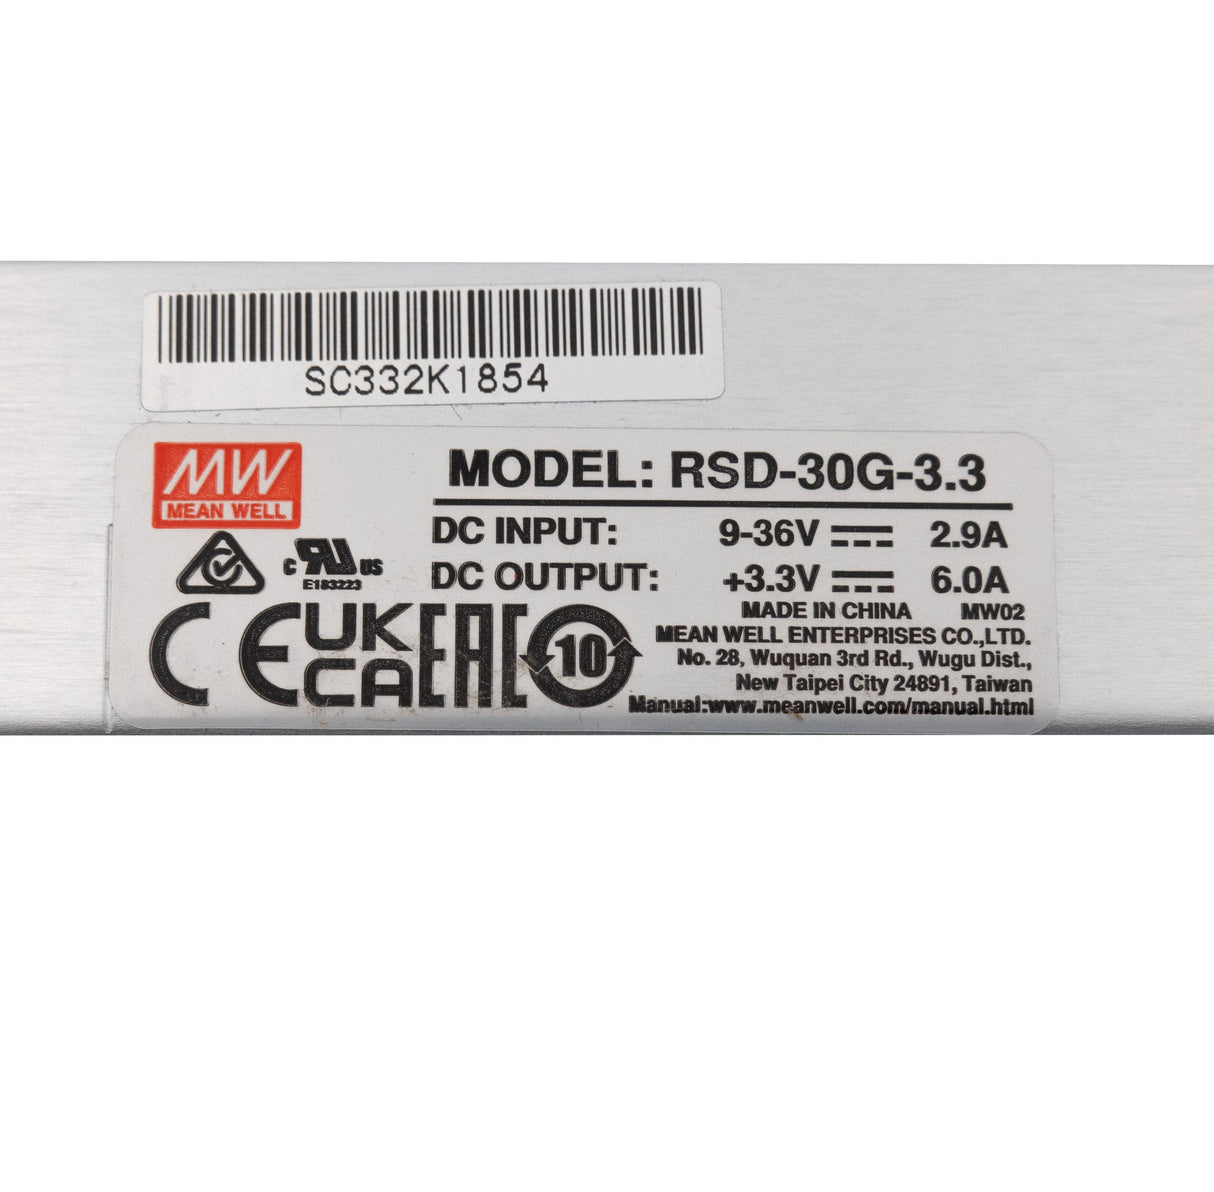 SC332K1854
MW
MEAN WELL
MODEL: RSD-30G-3.3
DC INPUT: 9-36V 2.9A
DC OUTPUT: +3.3V 6.0A
c RU US
E183223
MADE IN CHINA MW02
MEAN WELL ENTERPRISES CO.,LTD.
No. 28, Wuquan 3rd Rd., Wugu Dist.,
New Taipei City 24891, Taiwan
Manual:www.meanwell.com/manual.html
CE UK CA EAC 10